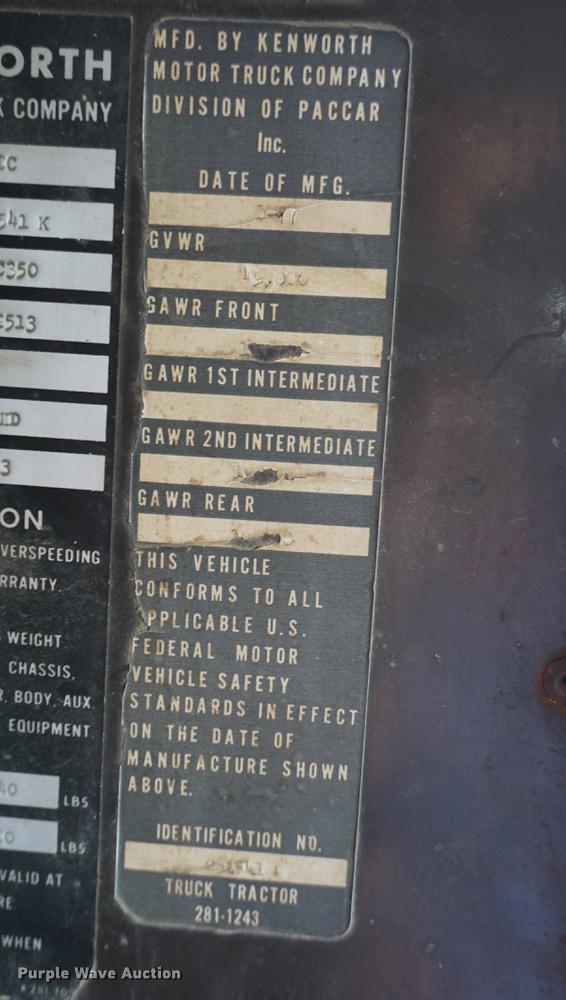 ORTH
COMPANY
541 K
C350
C513
3
ON
VERSPEEDING
RRANTY
WEIGHT
CHASSIS,
BODY, AUX
EQUIPMENT
LBS
LBS
VALID AT
RE
WHEN
MFD. BY KENWORTH
MOTOR TRUCK COMPANY
DIVISION OF PACCAR
Inc.
DATE OF MFG.
GVWR
GAWR FRONT
GAWR 1ST INTERMEDIATE
GAWR 2ND INTERMEDIATE
GAWR REAR
THIS VEHICLE
CONFORMS TO ALL
APPLICABLE U.S.
FEDERAL MOTOR
VEHICLE SAFETY
STANDARDS IN EFFECT
ON THE DATE OF
MANUFACTURE SHOWN
ABOVE.
IDENTIFICATION NO.
TRUCK TRACTOR
281-1243
Purple Wave Auction